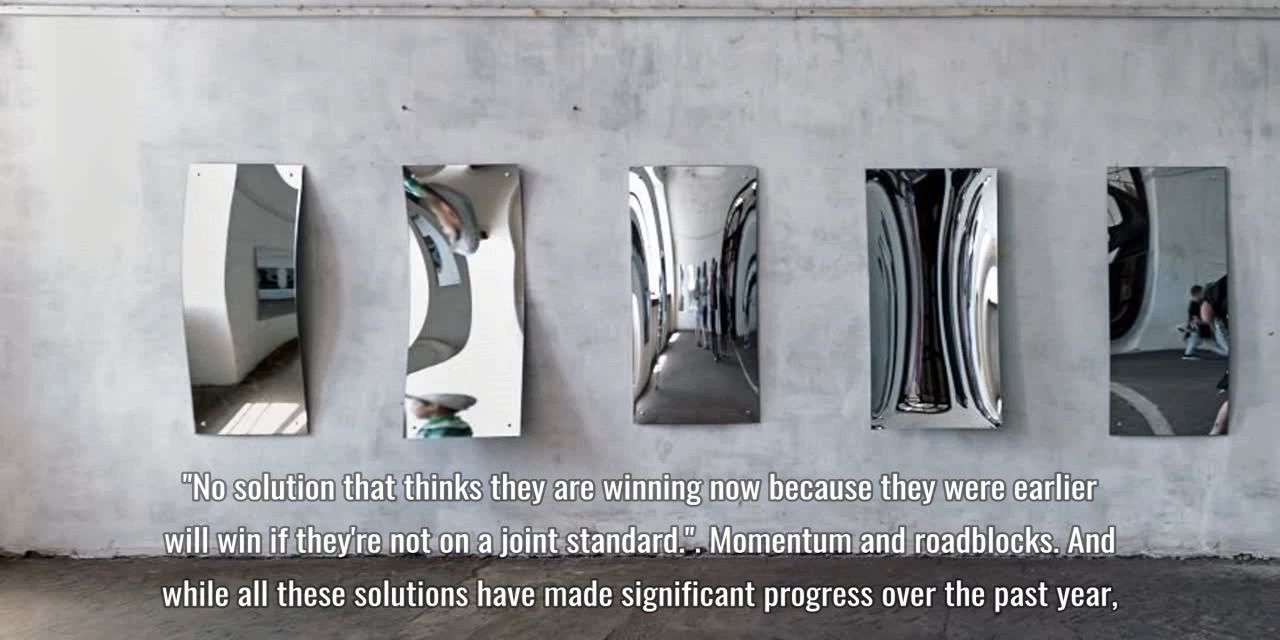 "No solution that thinks they are winning now because they were earlier
will win if they're not on a joint standard.". Momentum and roadblocks. And
while all these solutions have made significant progress over the past year,